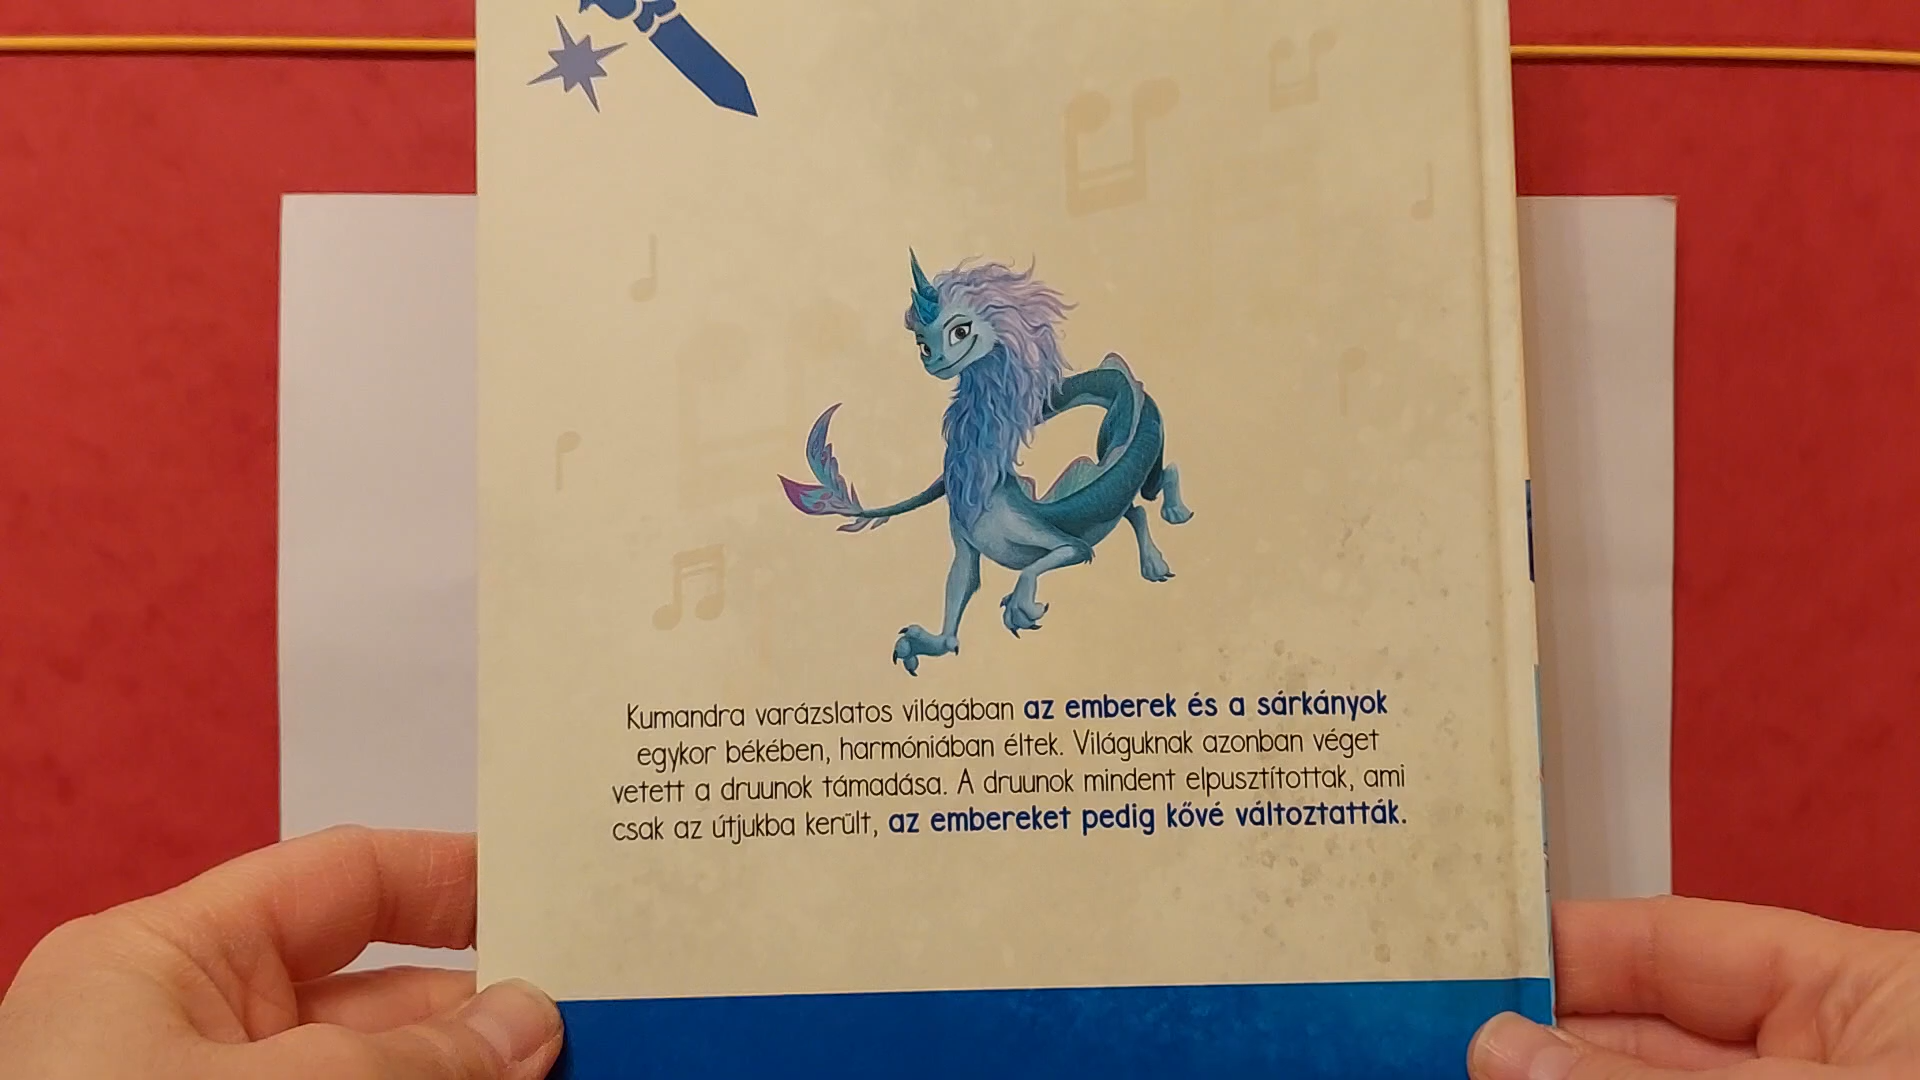 Kumandra varázslatos világában az emberek és a sárkányok
egykor békében, harmóniában éltek. Világuknak azonban véget
vetett a druunok támadása. A druunok mindent elpusztítottak, ami
csak az útjukba került, az embereket pedig kővé változtatták.